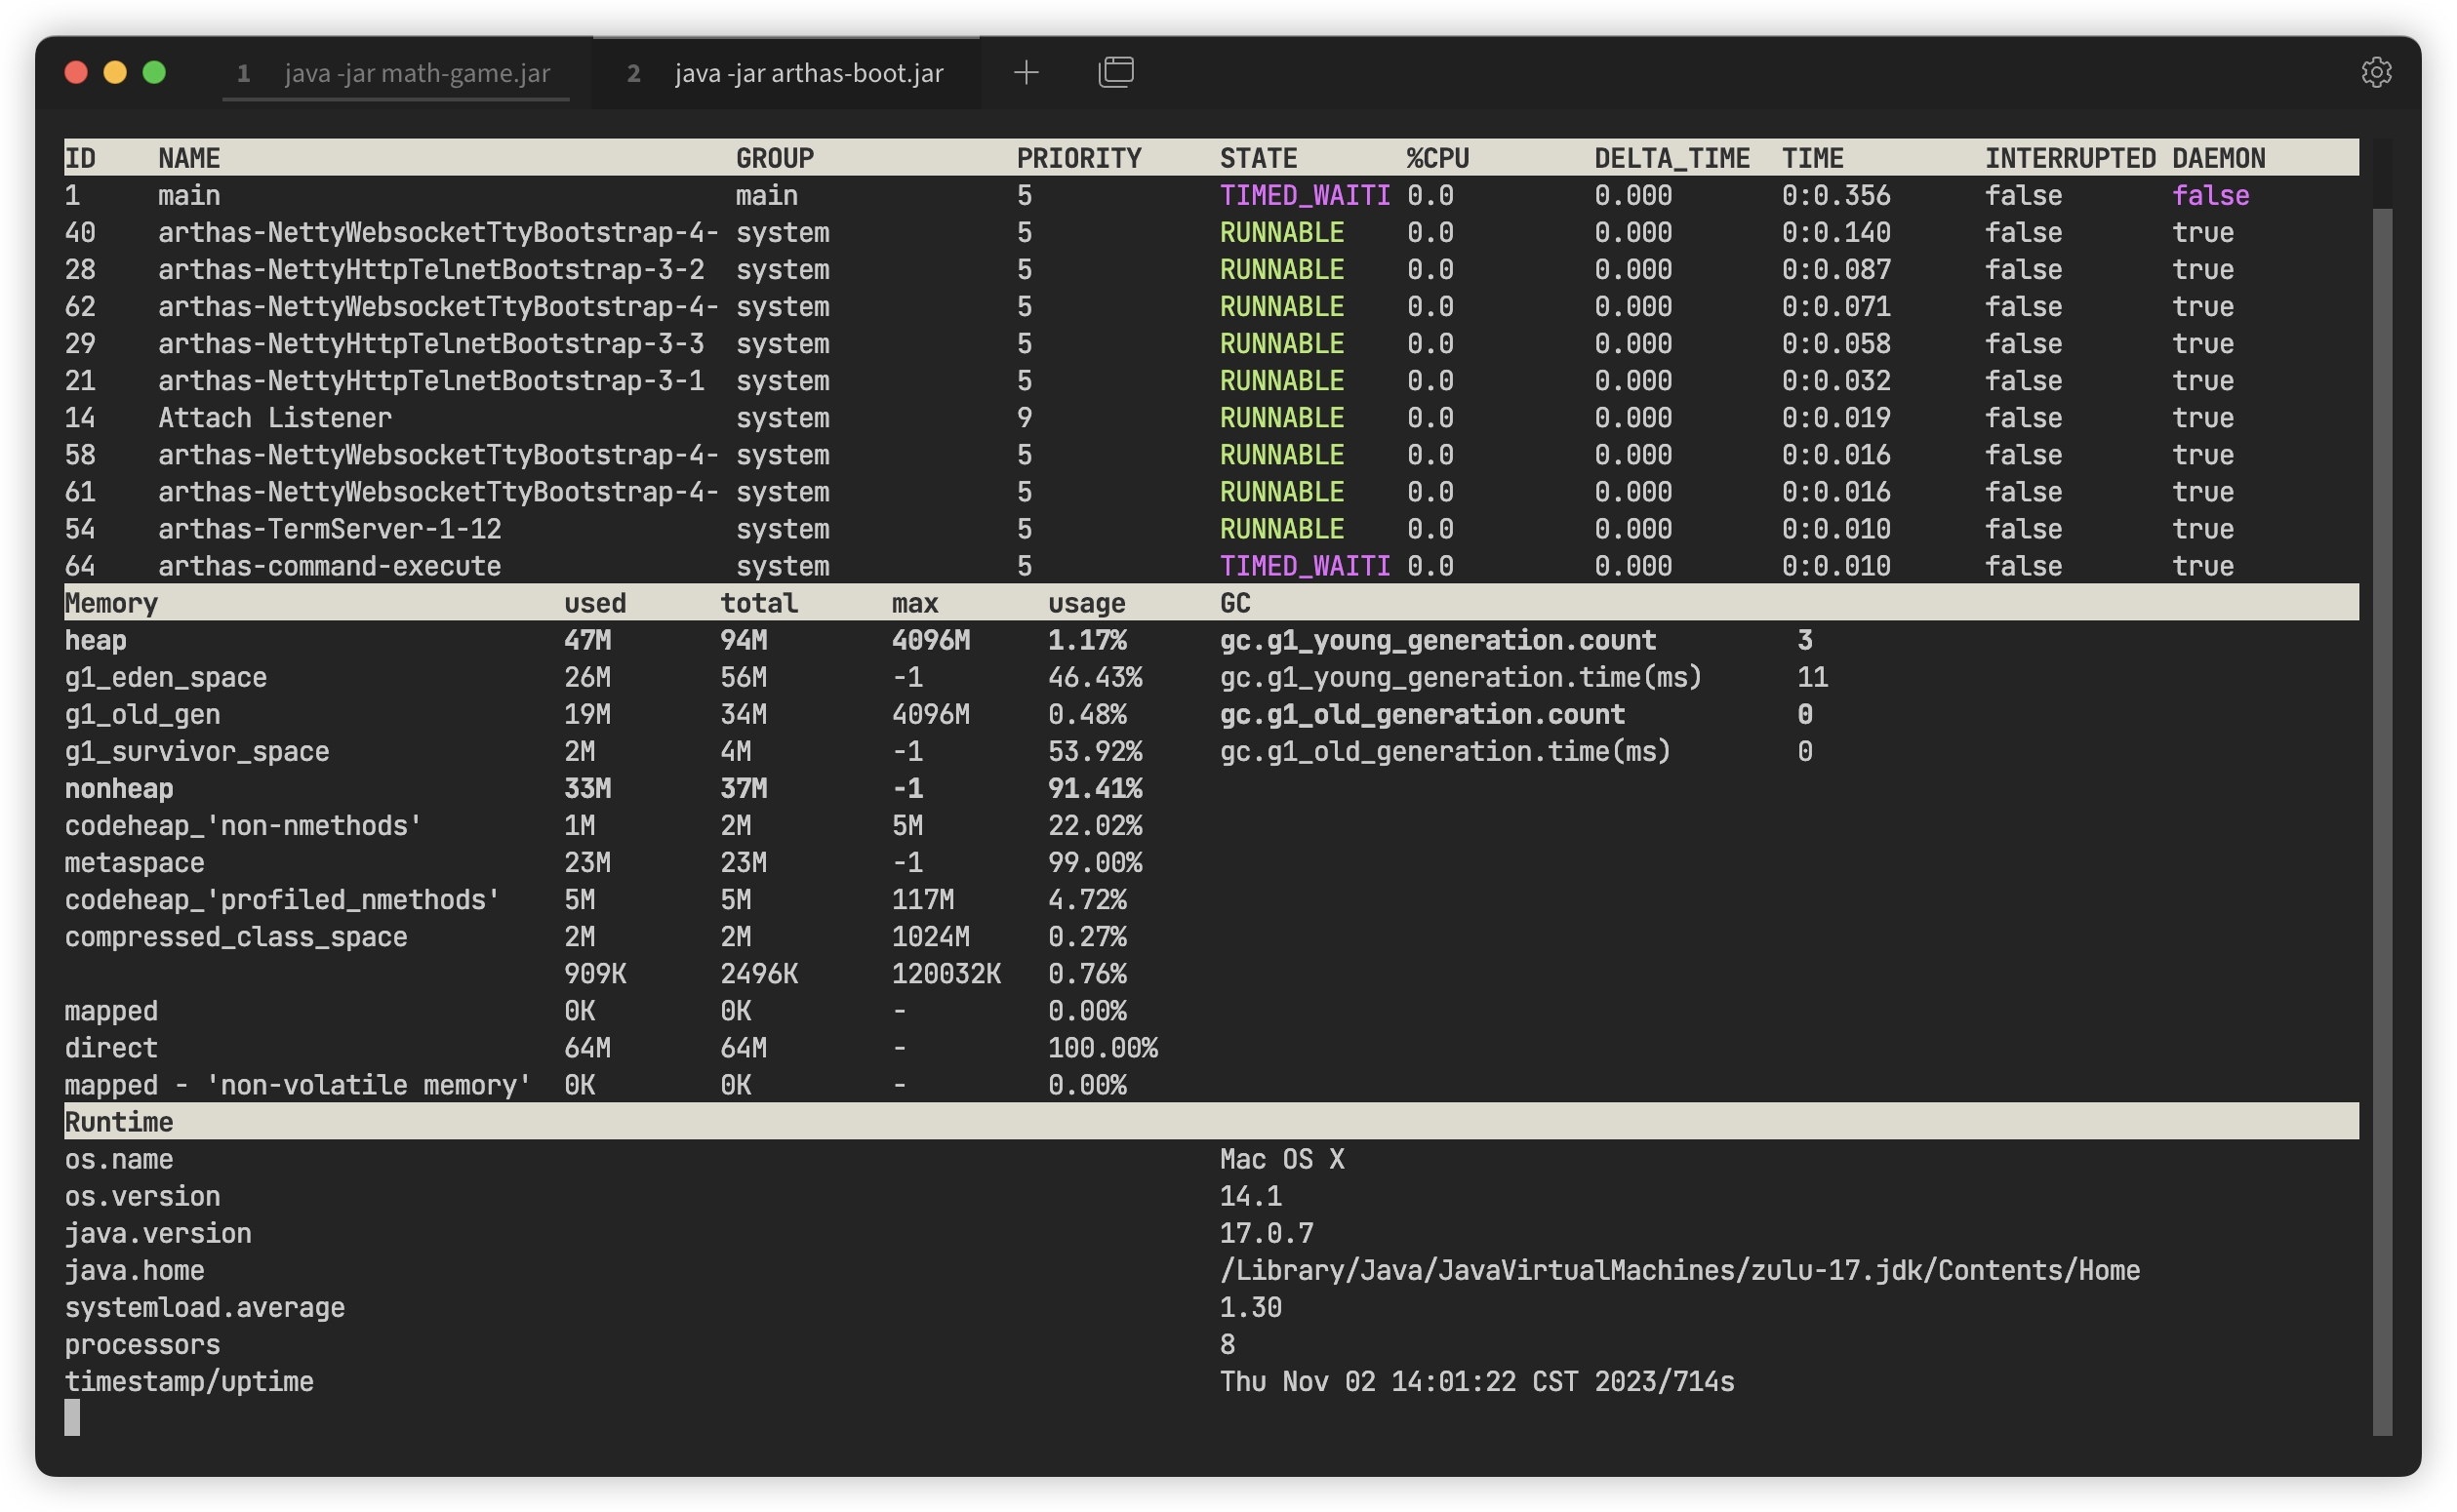 1 java -jar math-game.jar 2 java -jar arthas-boot.jar
ID NAME GROUP PRIORITY STATE %CPU DELTA_TIME TIME INTERRUPTED DAEMON
1 main main 5 TIMED_WAITI 0.0 0.000 0:0.356 false false
40 arthas-NettyWebsocketTtyBootstrap-4- system 5 RUNNABLE 0.0 0.000 0:0.140 false true
28 arthas-NettyHttpTelnetBootstrap-3-2 system 5 RUNNABLE 0.0 0.000 0:0.087 false true
62 arthas-NettyWebsocketTtyBootstrap-4- system 5 RUNNABLE 0.0 0.000 0:0.071 false true
29 arthas-NettyHttpTelnetBootstrap-3-3 system 5 RUNNABLE 0.0 0.000 0:0.058 false true
21 arthas-NettyHttpTelnetBootstrap-3-1 system 5 RUNNABLE 0.0 0.000 0:0.032 false true
14 Attach Listener system 9 RUNNABLE 0.0 0.000 0:0.019 false true
58 arthas-NettyWebsocketTtyBootstrap-4- system 5 RUNNABLE 0.0 0.000 0:0.016 false true
61 arthas-NettyWebsocketTtyBootstrap-4- system 5 RUNNABLE 0.0 0.000 0:0.016 false true
54 arthas-TermServer-1-12 system 5 RUNNABLE 0.0 0.000 0:0.010 false true
64 arthas-command-execute system 5 TIMED_WAITI 0.0 0.000 0:0.010 false true
Memory used total max usage GC
heap 47M 94M 4096M 1.17% gc.g1_young_generation.count 3
g1_eden_space 26M 56M -1 46.43% gc.g1_young_generation.time(ms) 11
g1_old_gen 19M 34M 4096M 0.48% gc.g1_old_generation.count 0
g1_survivor_space 2M 4M -1 53.92% gc.g1_old_generation.time(ms) 0
nonheap 33M 37M -1 91.41%
codeheap_'non-nmethods' 1M 2M 5M 22.02%
metaspace 23M 23M -1 99.00%
codeheap_'profiled_nmethods' 5M 5M 117M 4.72%
compressed_class_space 2M 2M 1024M 0.27%
909K 2496K 120032K 0.76%
mapped 0K 0K - 0.00%
direct 64M 64M - 100.00%
mapped - 'non-volatile memory' 0K 0K - 0.00%
Runtime
os.name Mac OS X
os.version 14.1
java.version 17.0.7
java.home /Library/Java/JavaVirtualMachines/zulu-17.jdk/Contents/Home
systemload.average 1.30
processors 8
timestamp/uptime Thu Nov 02 14:01:22 CST 2023/714s